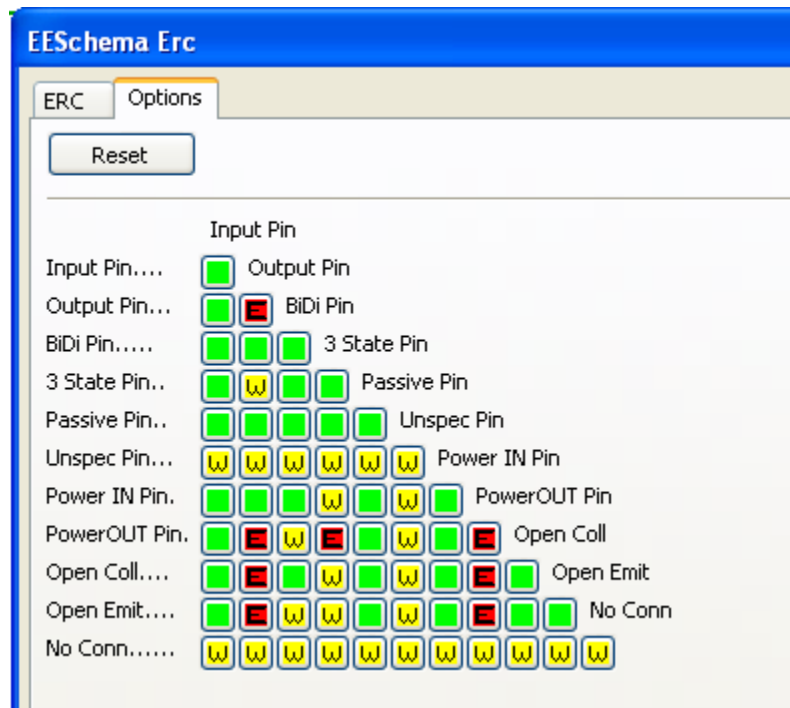 EESchema Erc
ERC Options
Reset
Input Pin
Input Pin.... Output Pin
Output Pin... E BiDi Pin
BiDi Pin..... 3 State Pin
3 State Pin.. W Passive Pin
Passive Pin.. Unspec Pin
Unspec Pin... W W W W W W Power IN Pin
Power IN Pin. W W PowerOUT Pin
PowerOUT Pin. E W E W E Open Coll
Open Coll.... E W W E Open Emit
Open Emit.... E W W W E No Conn
No Conn...... W W W W W W W W W W W